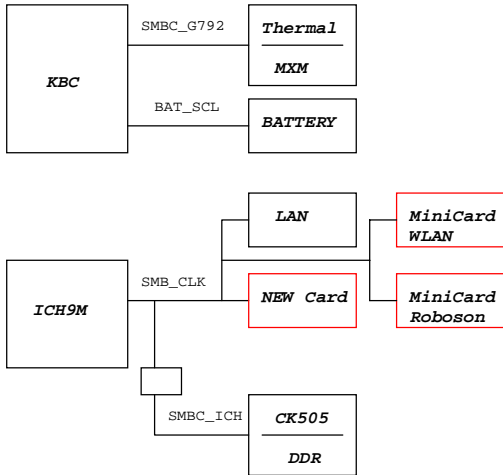 SMBC_G792
Thermal
MXM
KBC
BAT_SCL
BATTERY
LAN
MiniCard
WLAN
SMB_CLK
ICH9M
NEW Card
MiniCard
Roboson
SMBC_ICH
CK505
DDR